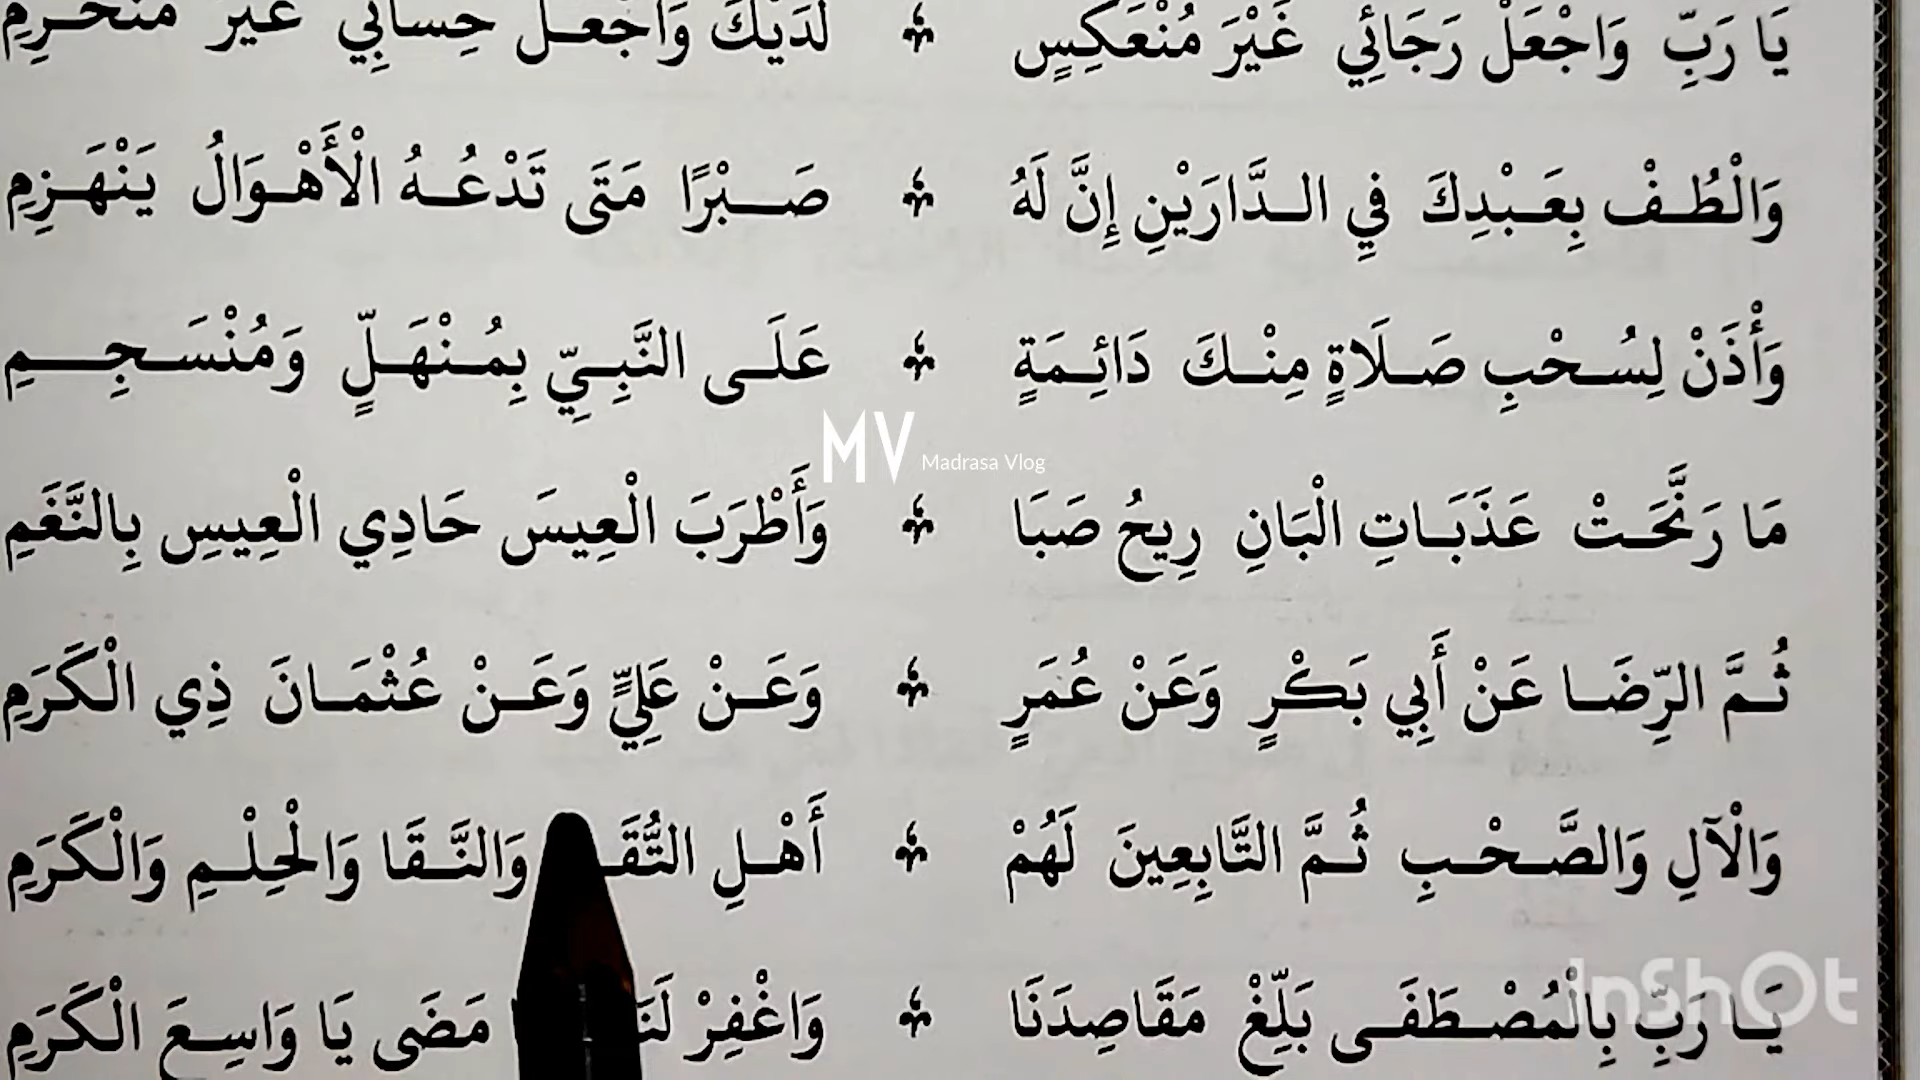 يَا رَبِّ وَاجْعَلْ رَجَائِي غَيْرَ مُنْعَكِسٍ لَدَيْكَ وَاجْعَلْ حِسَابِي غَيْرَ مُنْخَرِمِ
وَالْطُفْ بِعَبْدِكَ فِي الدَّارَيْنِ إِنَّ لَهُ صَبْرًا مَتَى تَدْعُهُ الْأَهْوَالُ يَنْهَزِمِ
وَأْذَنْ لِسُحْبِ صَلَاةٍ مِنْكَ دَائِمَةٍ عَلَى النَّبِيِّ بِمُنْهَلٍّ وَمُنْسَجِمِ
MV Madrasa Vlog
مَا رَنَّحَتْ عَذَبَاتِ الْبَانِ رِيحُ صَبَا وَأَطْرَبَ الْعِيسَ حَادِي الْعِيسِ بِالنَّغَمِ
ثُمَّ الرِّضَا عَنْ أَبِي بَكْرٍ وَعَنْ عُمَرٍ وَعَنْ عَلِيٍّ وَعَنْ عُثْمَانَ ذِي الْكَرَمِ
وَالْآلِ وَالصَّحْبِ ثُمَّ التَّابِعِينَ لَهُمْ أَهْلِ وَالنَّقَا وَالْحِلْمِ وَالْكَرَمِ
يَا رَبِّ بِالْمُصْطَفَى بَلِّغْ مَقَاصِدَنَا وَاغْفِرْ مَضَى يَا وَاسِعَ الْكَرَمِ
InShOt